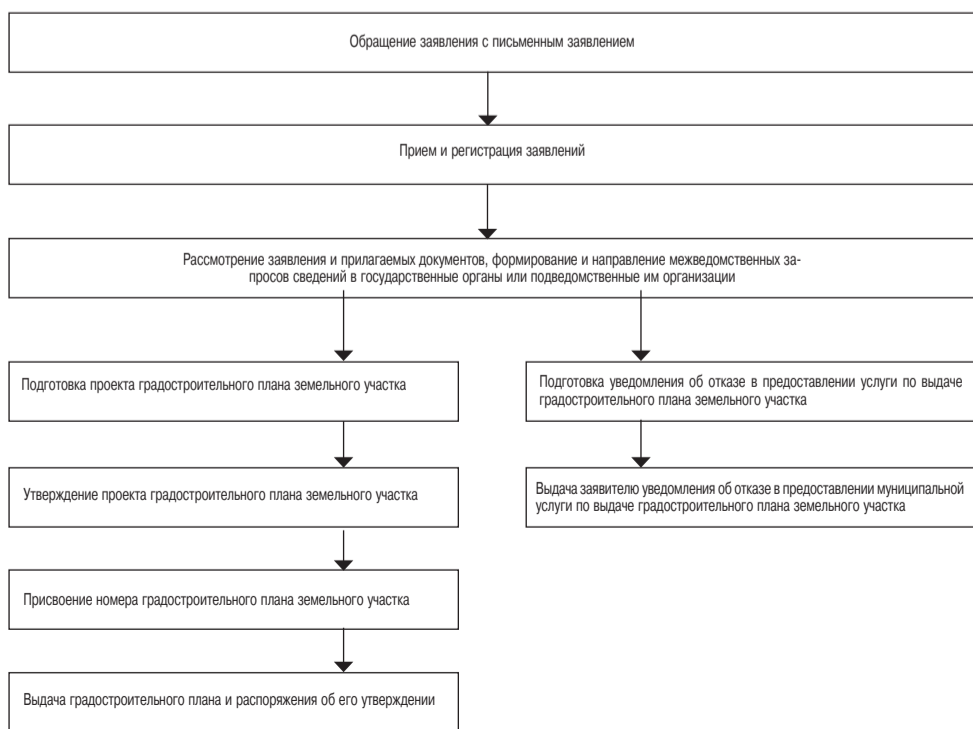 Обращение заявления с письменным заявлением
Прием и регистрация заявлений
Рассмотрение заявления и прилагаемых документов, формирование и направление межведомственных за-
просов сведений в государственные органы или подведомственные им организации
Подготовка проекта градостроительного плана земельного участка
Подготовка уведомления об отказе в предоставлении услуги по выдаче
градостроительного плана земельного участка
Утверждение проекта градостроительного плана земельного участка
Выдача заявителю уведомления об отказе в предоставлении муниципальной
услуги по выдаче градостроительного плана земельного участка
Присвоение номера градостроительного плана земельного участка
Выдача градостроительного плана и распоряжения об его утверждении